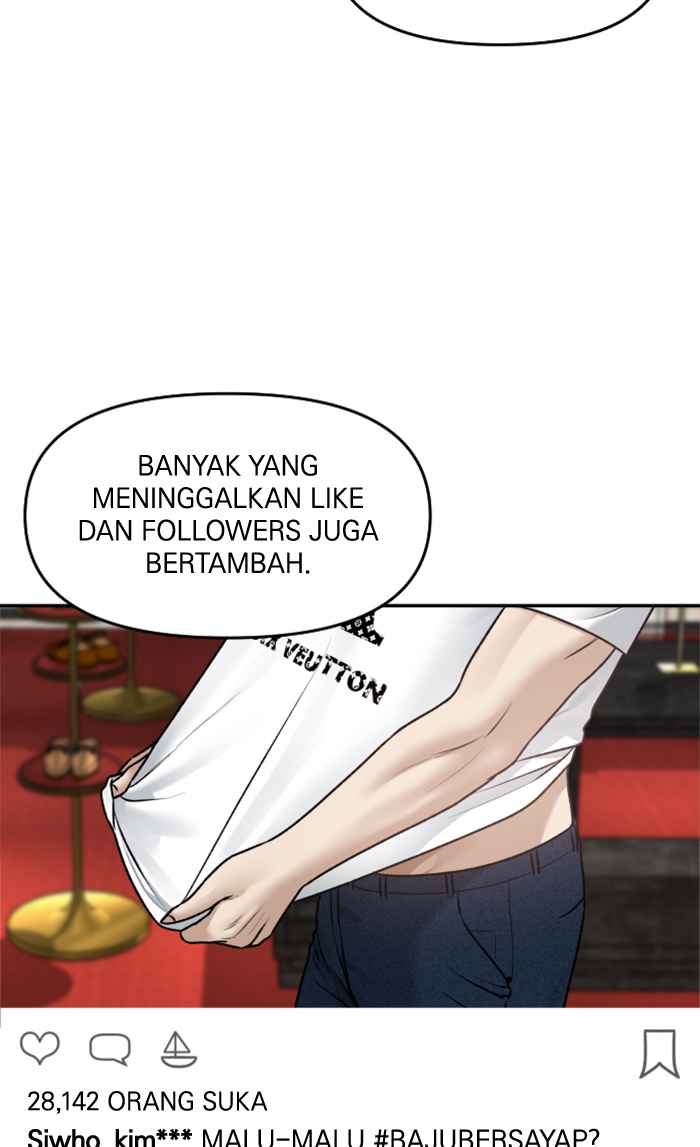 BANYAK YANG
MENINGGALKAN LIKE
DAN FOLLOWERS JUGA
BERTAMBAH.
VEUTTON
28,142 ORANG SUKA
Siwho_kim*** MALU-MALU #BAJUBERSAYAP?